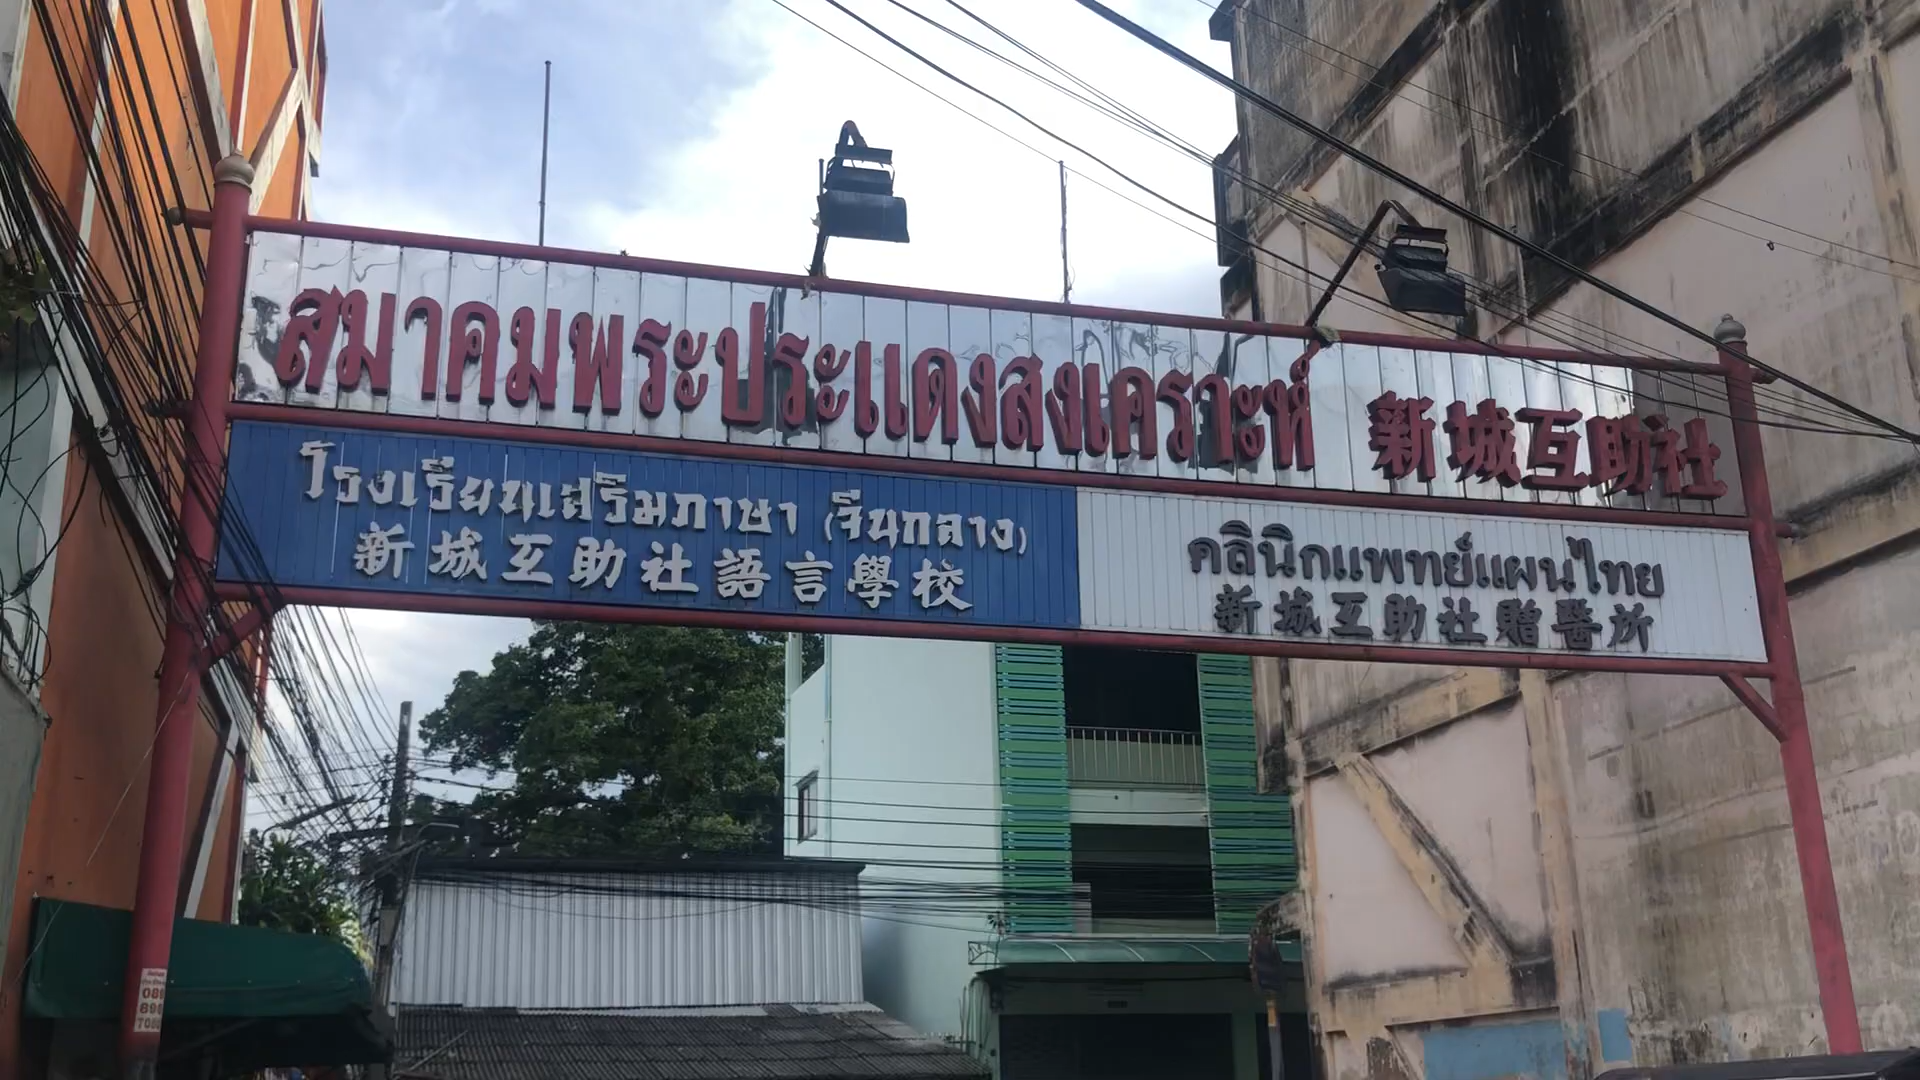 สมาคมพระประแดงสงเคราะห์ 新城互助社
โรงเรียนเสริมภาษา (จีนกลาง)
新城互助社語言學校
คลินิกแพทย์แผนไทย
新城互助社贈醫所